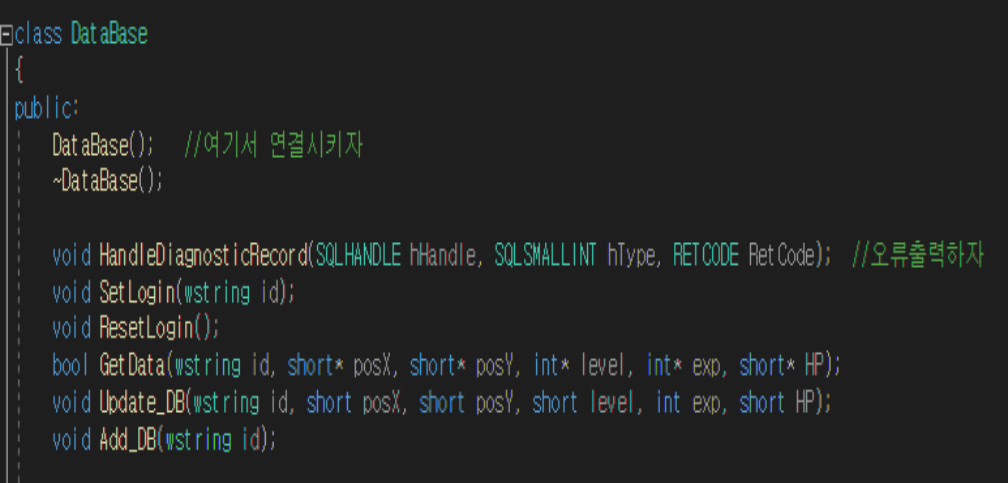 class DataBase
{
public:
DataBase(); //여기서 연결시키자
~DataBase();
void HandleDiagnosticRecord(SQLHANDLE hHandle, SQLSMALLINT hType, RETCODE RetCode); //오류출력하자
void SetLogin(wstring id);
void ResetLogin();
bool GetData(wstring id, short* posX, short* posY, int* level, int* exp, short* HP);
void Update_DB(wstring id, short posX, short posY, short level, int exp, short HP);
void Add_DB(wstring id);